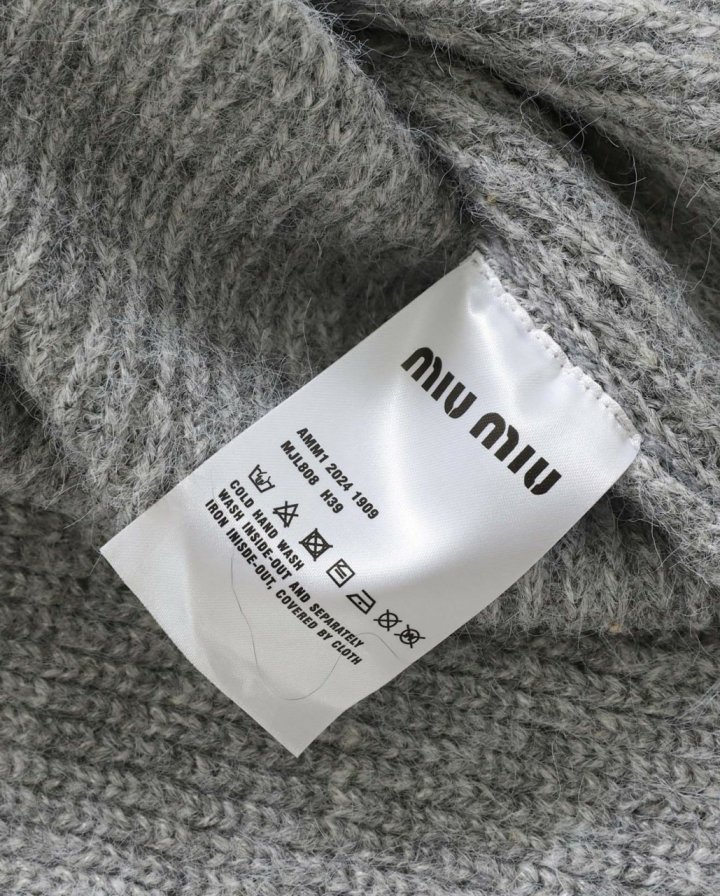 MIU MIU
AMM1 2024 1909
MJL808 H39
COLD HAND WASH
WASH INSIDE-OUT AND SEPARATELY
IRON INISDE-OUT, COVERED BY CLOTH